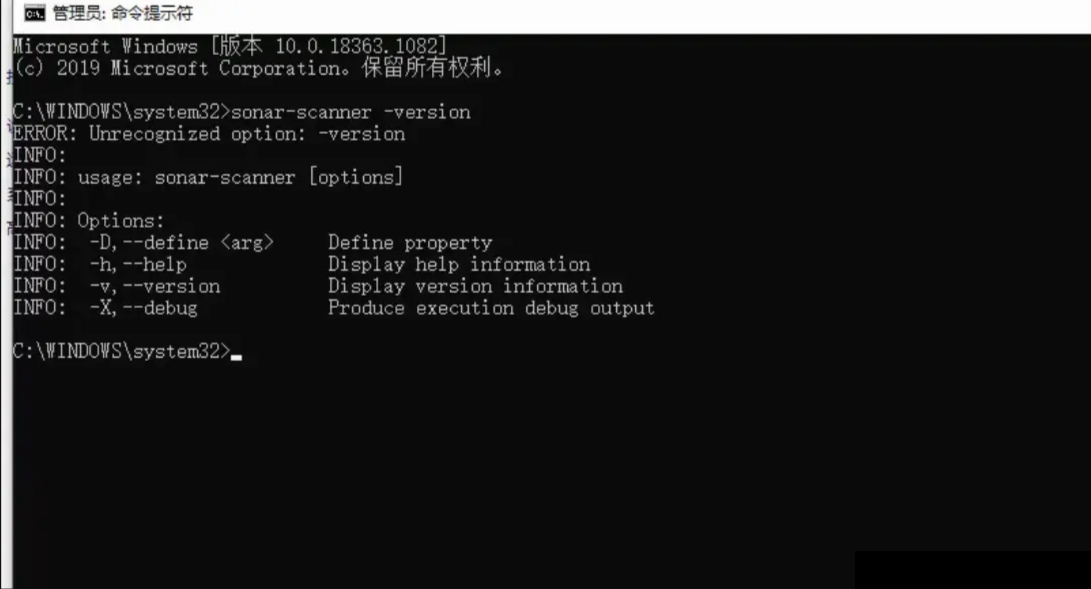 管理员: 命令提示符
Microsoft Windows [版本 10.0.18363.1082]
(c) 2019 Microsoft Corporation。保留所有权利。
C:\WINDOWS\system32>sonar-scanner -version
ERROR: Unrecognized option: -version
INFO:
INFO: usage: sonar-scanner [options]
INFO:
INFO: Options:
INFO:  -D,--define <arg>     Define property
INFO:  -h,--help             Display help information
INFO:  -v,--version          Display version information
INFO:  -X,--debug            Produce execution debug output
C:\WINDOWS\system32>